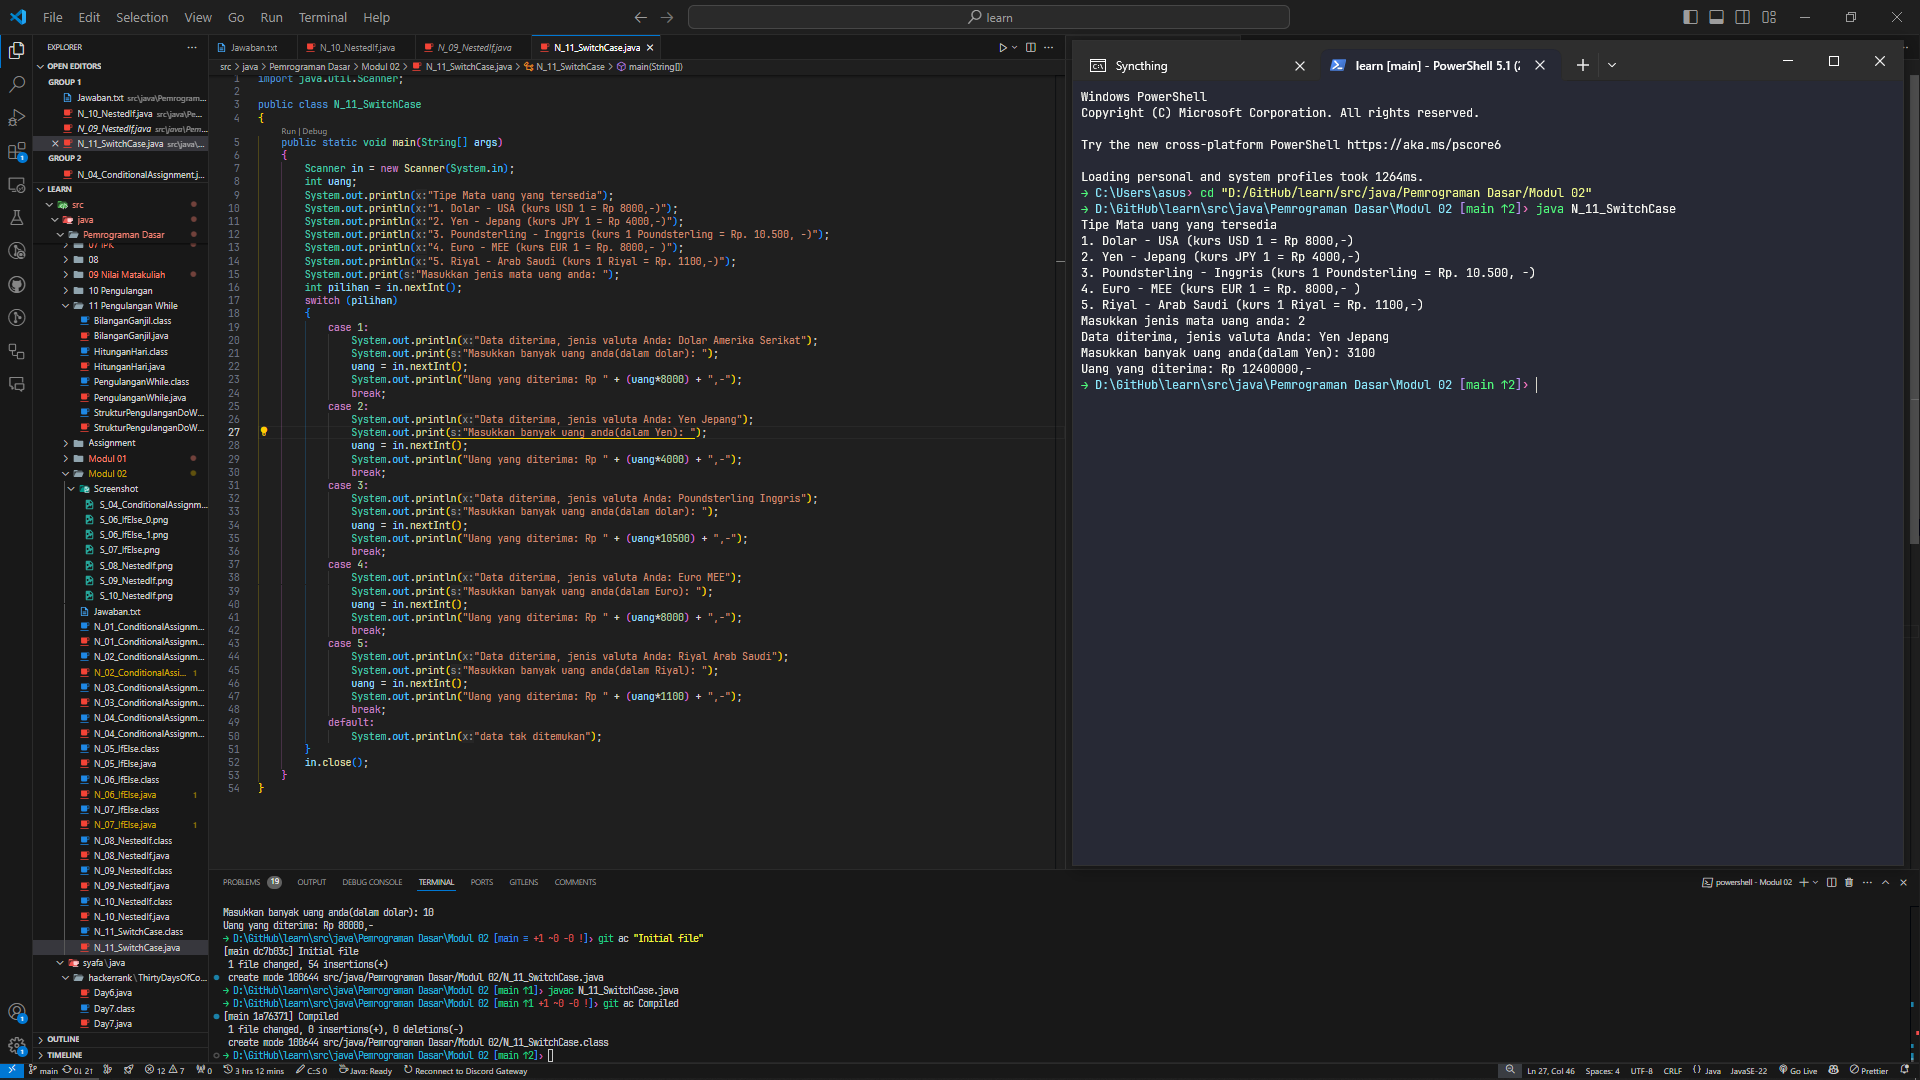 File Edit Selection View Go Run Terminal Help
learn
EXPLORER
OPEN EDITORS
GROUP 1
Jawaban.txt src\java\Pemrogram...
N_10_NestedIf.java src\java\Pe...
N_09_NestedIf.java src\java\Pem...
N_11_SwitchCase.java src\java\...
GROUP 2
N_04_ConditionalAssignment.j...
LEARN
src
java
Pemrograman Dasar
07 IPK
08
09 Nilai Matakuliah
10 Pengulangan
11 Pengulangan While
BilanganGanjil.class
BilanganGanjil.java
HitunganHari.class
HitunganHari.java
PengulanganWhile.class
PengulanganWhile.java
StrukturPengulanganDoW...
StrukturPengulanganDoW...
Assignment
Modul 01
Modul 02
Screenshot
S_04_ConditionalAssignm...
S_06_IfElse_0.png
S_06_IfElse_1.png
S_07_IfElse.png
S_08_NestedIf.png
S_09_NestedIf.png
S_10_NestedIf.png
Jawaban.txt
N_01_ConditionalAssignm...
N_01_ConditionalAssignm...
N_02_ConditionalAssignm...
N_02_ConditionalAssi... 1
N_03_ConditionalAssignm...
N_03_ConditionalAssignm...
N_04_ConditionalAssignm...
N_04_ConditionalAssignm...
N_05_IfElse.class
N_05_IfElse.java
N_06_IfElse.class
N_06_IfElse.java 1
N_07_IfElse.class
N_07_IfElse.java 1
N_08_NestedIf.class
N_08_NestedIf.java
N_09_NestedIf.class
N_09_NestedIf.java
N_10_NestedIf.class
N_10_NestedIf.java
N_11_SwitchCase.class
N_11_SwitchCase.java
syafa\java
hackerrank\ThirtyDaysOfCo...
Day6.java
Day7.class
Day7.java
OUTLINE
TIMELINE
Jawaban.txt N_10_NestedIf.java N_09_NestedIf.java N_11_SwitchCase.java
src > java > Pemrograman Dasar > Modul 02 > N_11_SwitchCase.java > N_11_SwitchCase > main(String[])
1 import java.util.Scanner;
2
3 public class N_11_SwitchCase
4 {
Run | Debug
5 public static void main(String[] args)
6 {
7 Scanner in = new Scanner(System.in);
8 int uang;
9 System.out.println(x:"Tipe Mata uang yang tersedia");
10 System.out.println(x:"1. Dolar - USA (kurs USD 1 = Rp 8000,-)");
11 System.out.println(x:"2. Yen - Jepang (kurs JPY 1 = Rp 4000,-)");
12 System.out.println(x:"3. Poundsterling - Inggris (kurs 1 Poundsterling = Rp. 10.500, -)");
13 System.out.println(x:"4. Euro - MEE (kurs EUR 1 = Rp. 8000,- )");
14 System.out.println(x:"5. Riyal - Arab Saudi (kurs 1 Riyal = Rp. 1100,-)");
15 System.out.print(s:"Masukkan jenis mata uang anda: ");
16 int pilihan = in.nextInt();
17 switch (pilihan)
18 {
19 case 1:
20 System.out.println(x:"Data diterima, jenis valuta Anda: Dolar Amerika Serikat");
21 System.out.print(s:"Masukkan banyak uang anda(dalam dolar): ");
22 uang = in.nextInt();
23 System.out.println("Uang yang diterima: Rp " + (uang*8000) + ",-");
24 break;
25 case 2:
26 System.out.println(x:"Data diterima, jenis valuta Anda: Yen Jepang");
27 System.out.print(s:"Masukkan banyak uang anda(dalam Yen): ");
28 uang = in.nextInt();
29 System.out.println("Uang yang diterima: Rp " + (uang*4000) + ",-");
30 break;
31 case 3:
32 System.out.println(x:"Data diterima, jenis valuta Anda: Poundsterling Inggris");
33 System.out.print(s:"Masukkan banyak uang anda(dalam dolar): ");
34 uang = in.nextInt();
35 System.out.println("Uang yang diterima: Rp " + (uang*10500) + ",-");
36 break;
37 case 4:
38 System.out.println(x:"Data diterima, jenis valuta Anda: Euro MEE");
39 System.out.print(s:"Masukkan banyak uang anda(dalam Euro): ");
40 uang = in.nextInt();
41 System.out.println("Uang yang diterima: Rp " + (uang*8000) + ",-");
42 break;
43 case 5:
44 System.out.println(x:"Data diterima, jenis valuta Anda: Riyal Arab Saudi");
45 System.out.print(s:"Masukkan banyak uang anda(dalam Riyal): ");
46 uang = in.nextInt();
47 System.out.println("Uang yang diterima: Rp " + (uang*1100) + ",-");
48 break;
49 default:
50 System.out.println(x:"data tak ditemukan");
51 }
52 in.close();
53 }
54 }
Syncthing learn [main] - PowerShell 5.1 (2
Windows PowerShell
Copyright (C) Microsoft Corporation. All rights reserved.
Try the new cross-platform PowerShell https://aka.ms/pscore6
Loading personal and system profiles took 1264ms.
→ C:\Users\asus› cd "D:/GitHub/learn/src/java/Pemrograman Dasar/Modul 02"
→ D:\GitHub\learn\src\java\Pemrograman Dasar\Modul 02 [main ↑2]› java N_11_SwitchCase
Tipe Mata uang yang tersedia
1. Dolar - USA (kurs USD 1 = Rp 8000,-)
2. Yen - Jepang (kurs JPY 1 = Rp 4000,-)
3. Poundsterling - Inggris (kurs 1 Poundsterling = Rp. 10.500, -)
4. Euro - MEE (kurs EUR 1 = Rp. 8000,- )
5. Riyal - Arab Saudi (kurs 1 Riyal = Rp. 1100,-)
Masukkan jenis mata uang anda: 2
Data diterima, jenis valuta Anda: Yen Jepang
Masukkan banyak uang anda(dalam Yen): 3100
Uang yang diterima: Rp 12400000,-
→ D:\GitHub\learn\src\java\Pemrograman Dasar\Modul 02 [main ↑2]›
PROBLEMS 19 OUTPUT DEBUG CONSOLE TERMINAL PORTS GITLENS COMMENTS
powershell - Modul 02
Masukkan banyak uang anda(dalam dolar): 10
Uang yang diterima: Rp 80000,-
→ D:\GitHub\learn\src\java\Pemrograman Dasar\Modul 02 [main ≡ +1 ~0 -0 !]› git ac "Initial file"
[main dc7b03c] Initial file
1 file changed, 54 insertions(+)
create mode 100644 src/java/Pemrograman Dasar/Modul 02/N_11_SwitchCase.java
→ D:\GitHub\learn\src\java\Pemrograman Dasar\Modul 02 [main ↑1]› javac N_11_SwitchCase.java
→ D:\GitHub\learn\src\java\Pemrograman Dasar\Modul 02 [main ↑1 +1 ~0 -0 !]› git ac Compiled
[main 1a76371] Compiled
1 file changed, 0 insertions(+), 0 deletions(-)
create mode 100644 src/java/Pemrograman Dasar/Modul 02/N_11_SwitchCase.class
→ D:\GitHub\learn\src\java\Pemrograman Dasar\Modul 02 [main ↑2]›
main 0↓ 2↑ 12 7 0 3 hrs 12 mins C:S 0 Java: Ready Reconnect to Discord Gateway
Ln 27, Col 46 Spaces: 4 UTF-8 CRLF Java JavaSE-22 Go Live Prettier